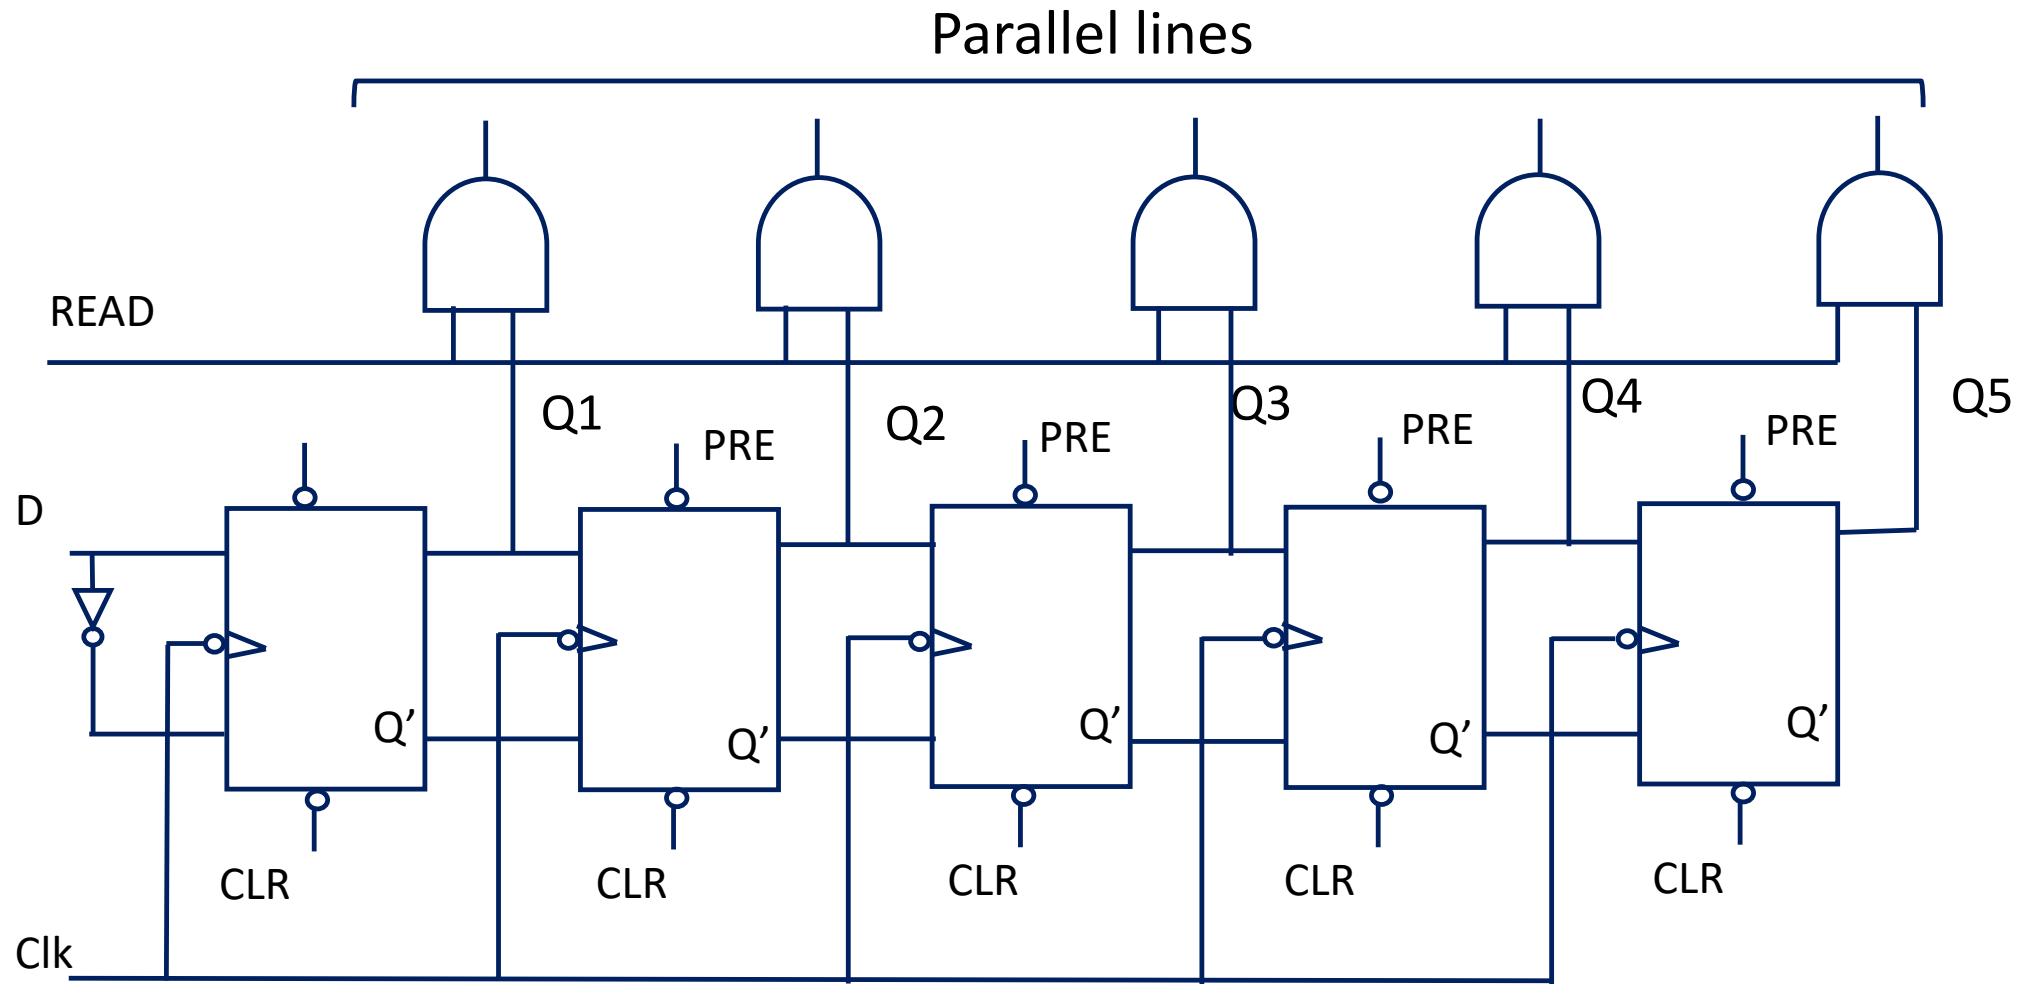 Parallel lines
READ
Q1
Q2
Q3
Q4
Q5
PRE
PRE
PRE
PRE
D
Q’
Q’
Q’
Q’
Q’
CLR
CLR
CLR
CLR
CLR
Clk